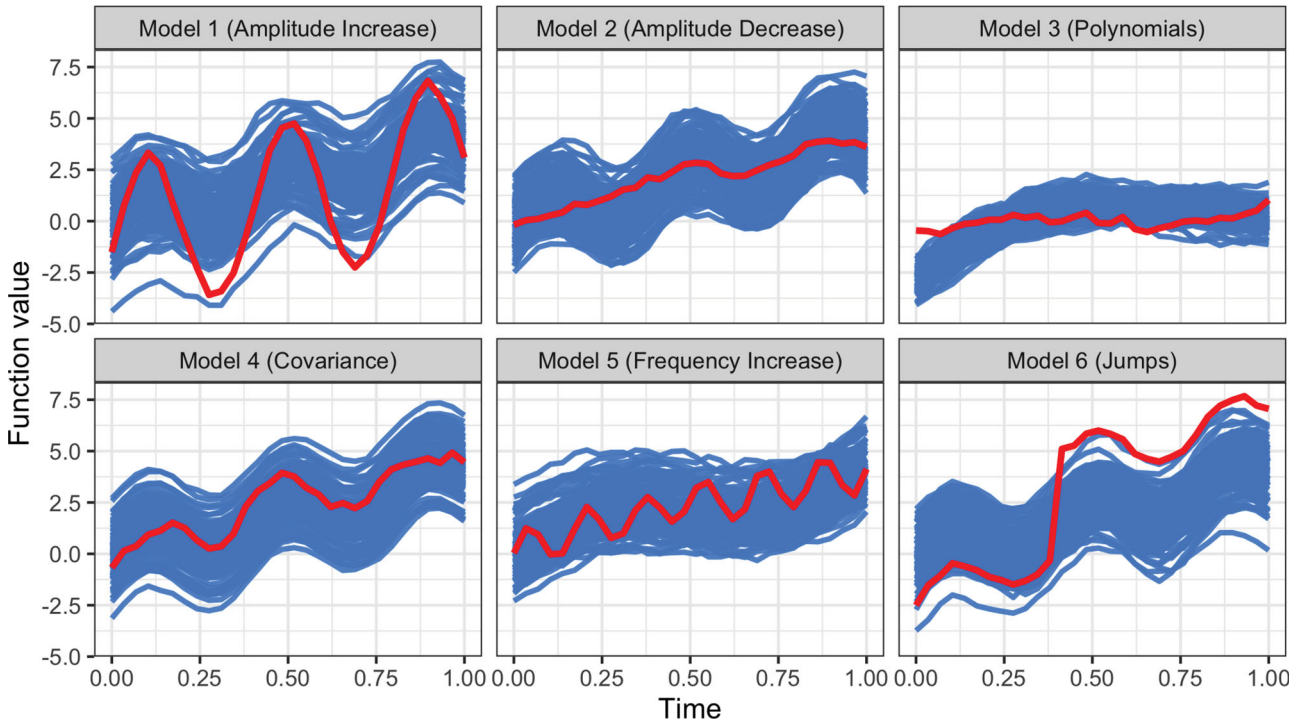 Model 1 (Amplitude Increase)
Model 2 (Amplitude Decrease)
Model 3 (Polynomials)
7.5
5.0
2.5
0.0
-2.5
-5.0
Model 4 (Covariance)
Model 5 (Frequency Increase)
Model 6 (Jumps)
7.5
5.0
2.5
0.0
-2.5
-5.0
Function value
0.00 0.25 0.50 0.75 1.00
0.00 0.25 0.50 0.75 1.00
0.00 0.25 0.50 0.75 1.00
Time